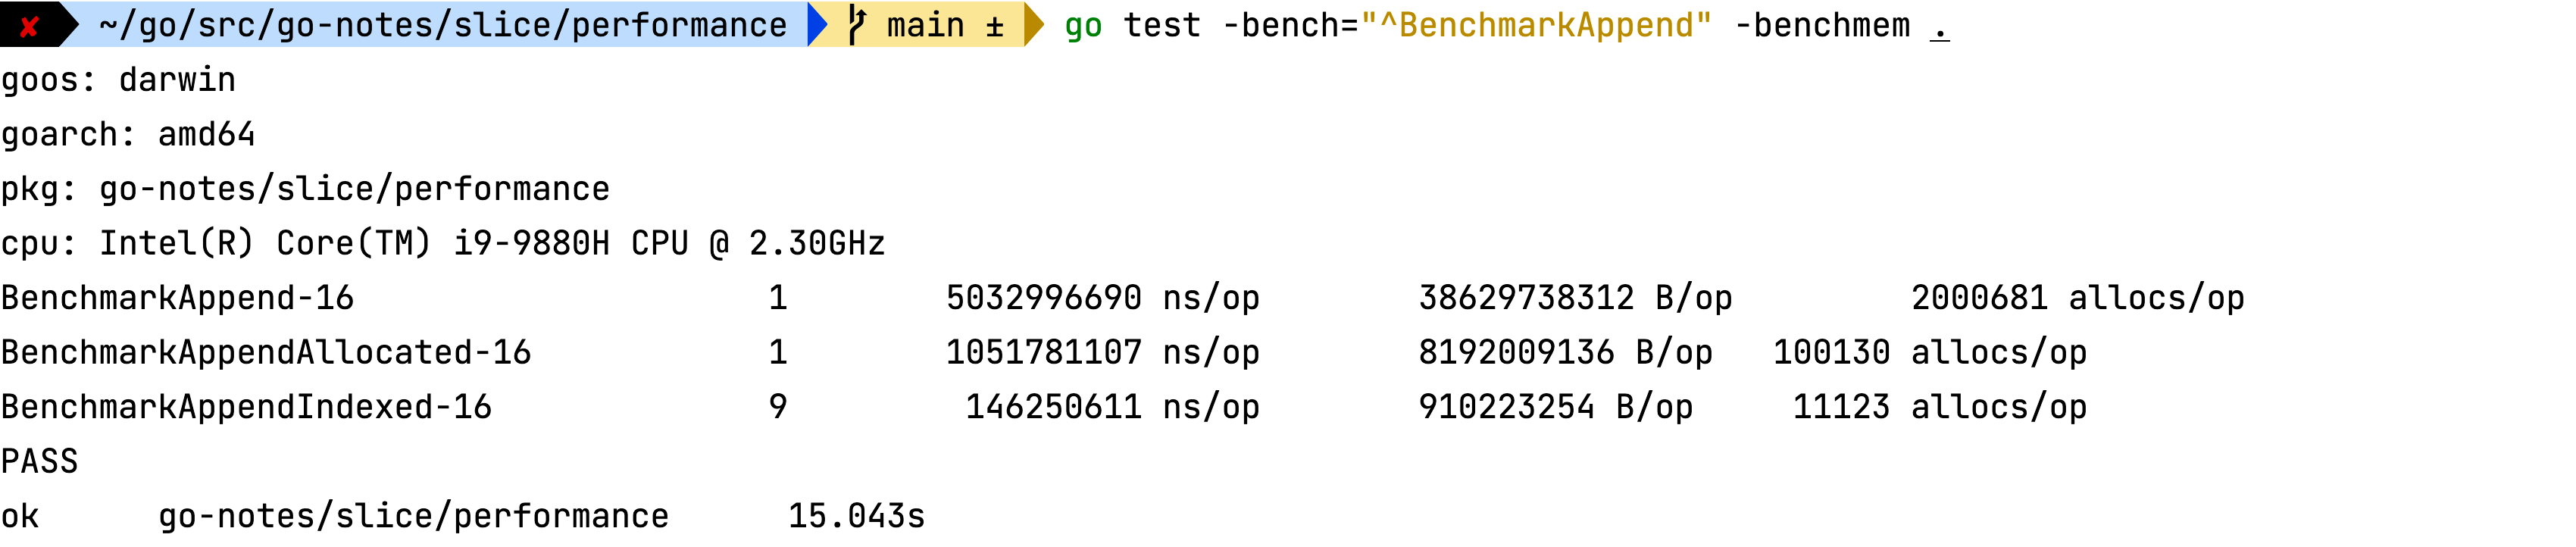 ✘ ~/go/src/go-notes/slice/performance main ± go test -bench="^BenchmarkAppend" -benchmem .
goos: darwin
goarch: amd64
pkg: go-notes/slice/performance
cpu: Intel(R) Core(TM) i9-9880H CPU @ 2.30GHz
BenchmarkAppend-16 1 5032996690 ns/op 38629738312 B/op 2000681 allocs/op
BenchmarkAppendAllocated-16 1 1051781107 ns/op 8192009136 B/op 100130 allocs/op
BenchmarkAppendIndexed-16 9 146250611 ns/op 910223254 B/op 11123 allocs/op
PASS
ok go-notes/slice/performance 15.043s